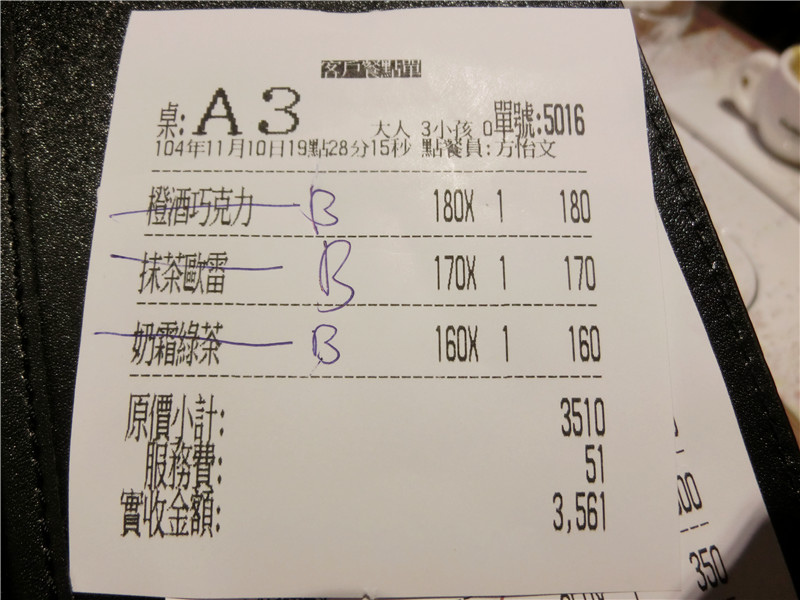 客戶餐點單
桌: A3 大人 3小孩 0單號:5016
104年11月10日19點28分15秒 點餐員:方怡文
橙酒巧克力 B 180X 1 180
抹茶歐雷 B 170X 1 170
奶霜綠茶 B 160X 1 160
原價小計: 3510
服務費: 51
實收金額: 3,561
350